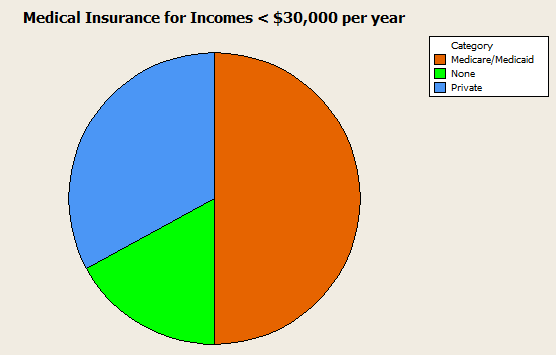 Medical Insurance for Incomes < $30,000 per year
Category
Medicare/Medicaid
None
Private